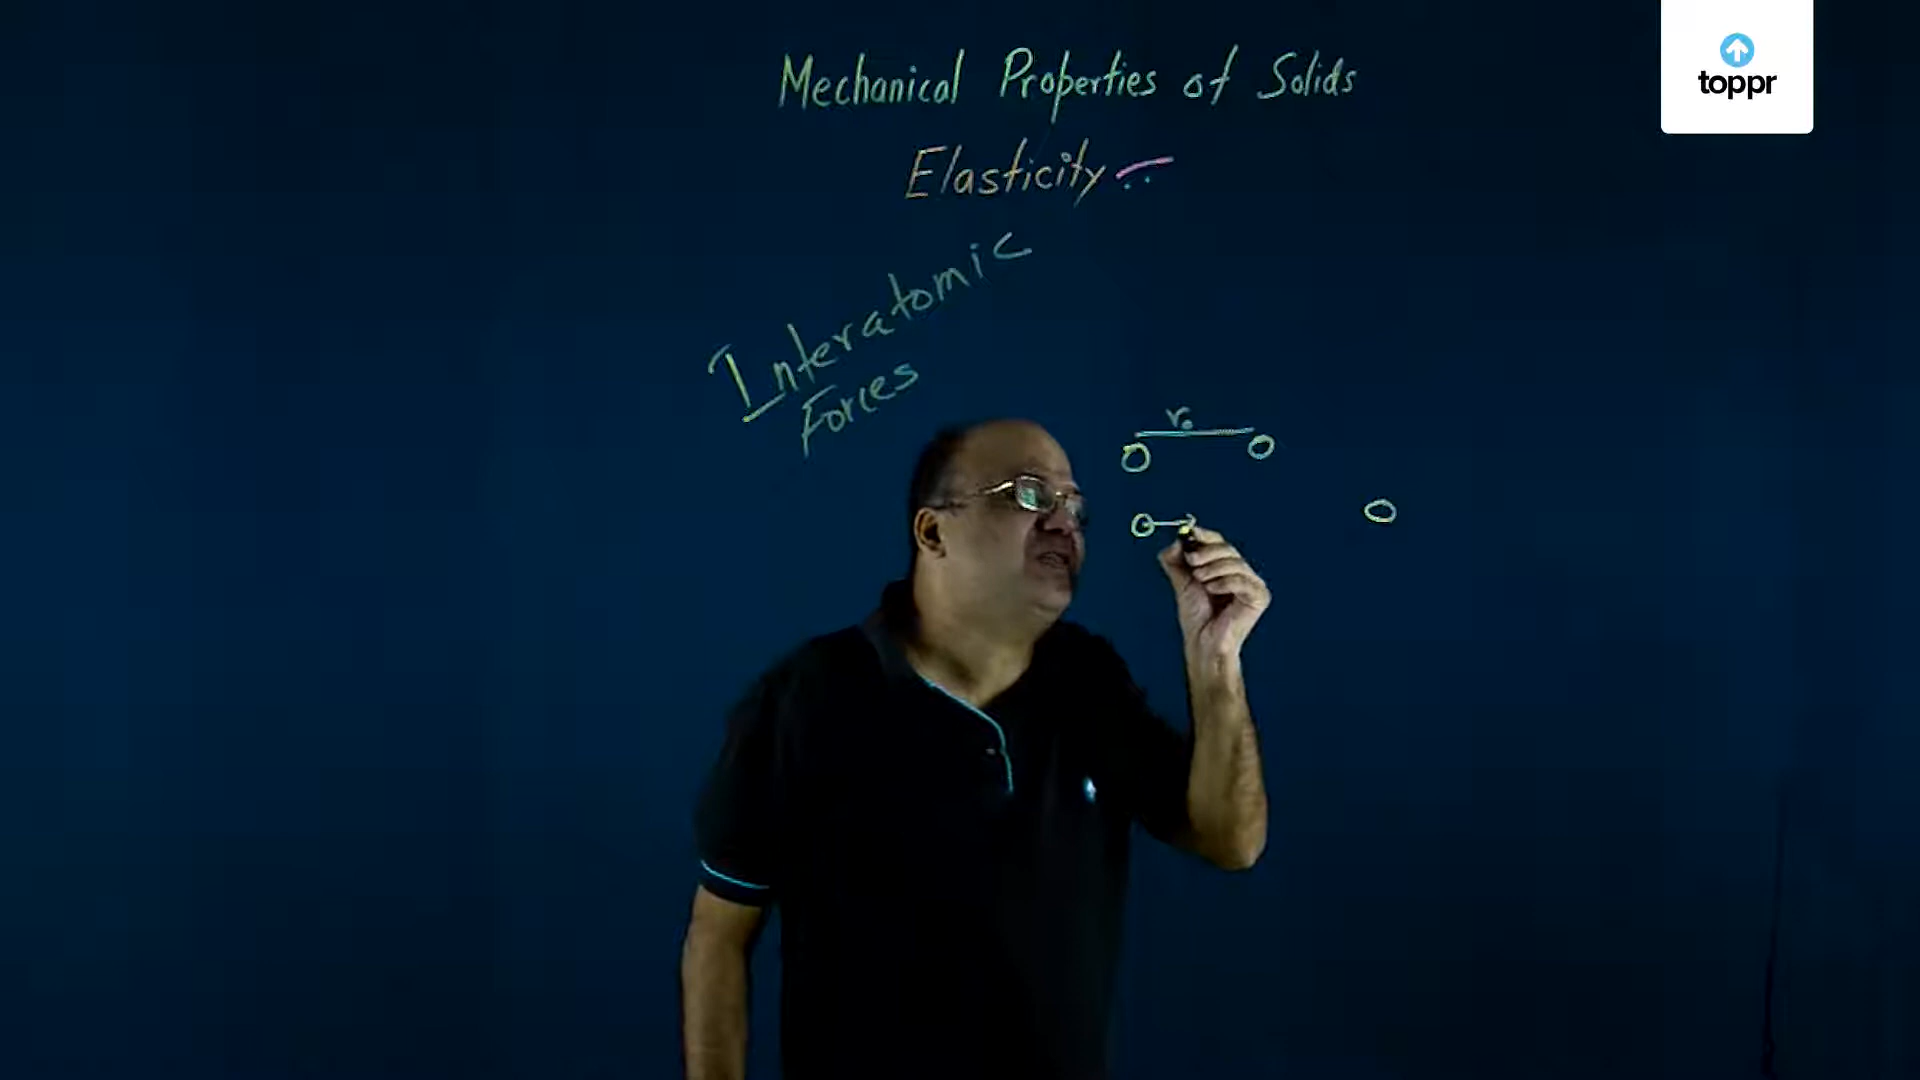 Mechanical Properties of Solids
toppr
Elasticity
Interatomic
Forces
r₀